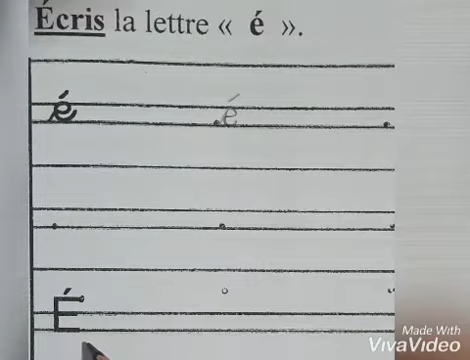 Écris la lettre « é ».
é é
É
Made With
VivaVideo